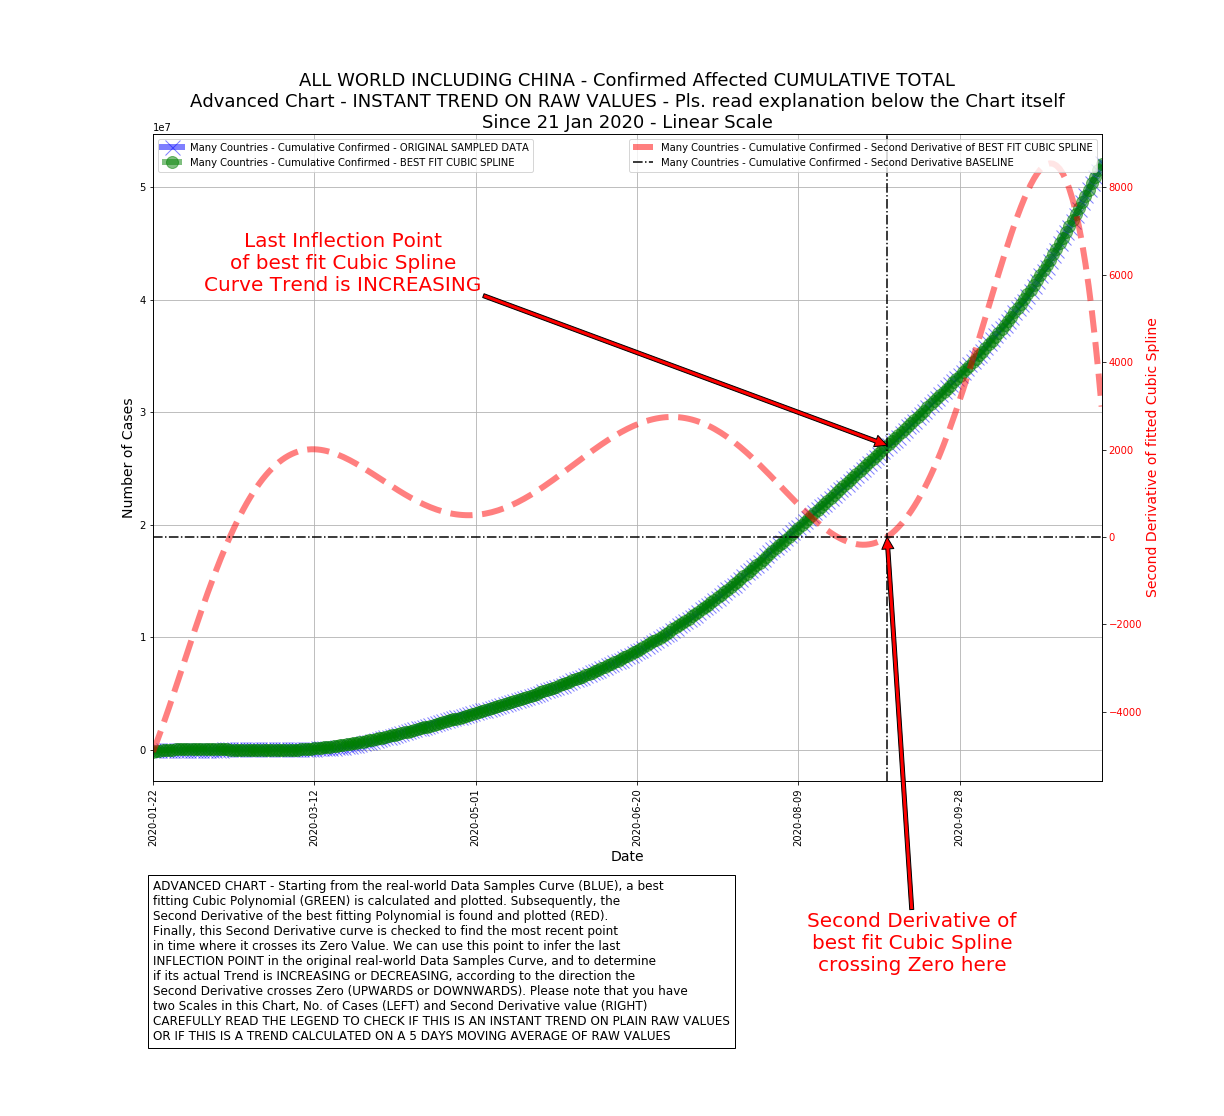 ALL WORLD INCLUDING CHINA - Confirmed Affected CUMULATIVE TOTAL
Advanced Chart - INSTANT TREND ON RAW VALUES - Pls. read explanation below the Chart itself
Since 21 Jan 2020 - Linear Scale
1e7
Many Countries - Cumulative Confirmed - ORIGINAL SAMPLED DATA
Many Countries - Cumulative Confirmed - BEST FIT CUBIC SPLINE
Many Countries - Cumulative Confirmed - Second Derivative of BEST FIT CUBIC SPLINE
Many Countries - Cumulative Confirmed - Second Derivative BASELINE
Last Inflection Point
of best fit Cubic Spline
Curve Trend is INCREASING
Number of Cases
5
4
3
2
1
0
8000
6000
4000
2000
0
−2000
−4000
Second Derivative of fitted Cubic Spline
2020-01-22
2020-03-12
2020-05-01
2020-06-20
2020-08-09
2020-09-28
Date
Second Derivative of
best fit Cubic Spline
crossing Zero here
ADVANCED CHART - Starting from the real-world Data Samples Curve (BLUE), a best
fitting Cubic Polynomial (GREEN) is calculated and plotted. Subsequently, the
Second Derivative of the best fitting Polynomial is found and plotted (RED).
Finally, this Second Derivative curve is checked to find the most recent point
in time where it crosses its Zero Value. We can use this point to infer the last
INFLECTION POINT in the original real-world Data Samples Curve, and to determine
if its actual Trend is INCREASING or DECREASING, according to the direction the
Second Derivative crosses Zero (UPWARDS or DOWNWARDS). Please note that you have
two Scales in this Chart, No. of Cases (LEFT) and Second Derivative value (RIGHT)
CAREFULLY READ THE LEGEND TO CHECK IF THIS IS AN INSTANT TREND ON PLAIN RAW VALUES
OR IF THIS IS A TREND CALCULATED ON A 5 DAYS MOVING AVERAGE OF RAW VALUES